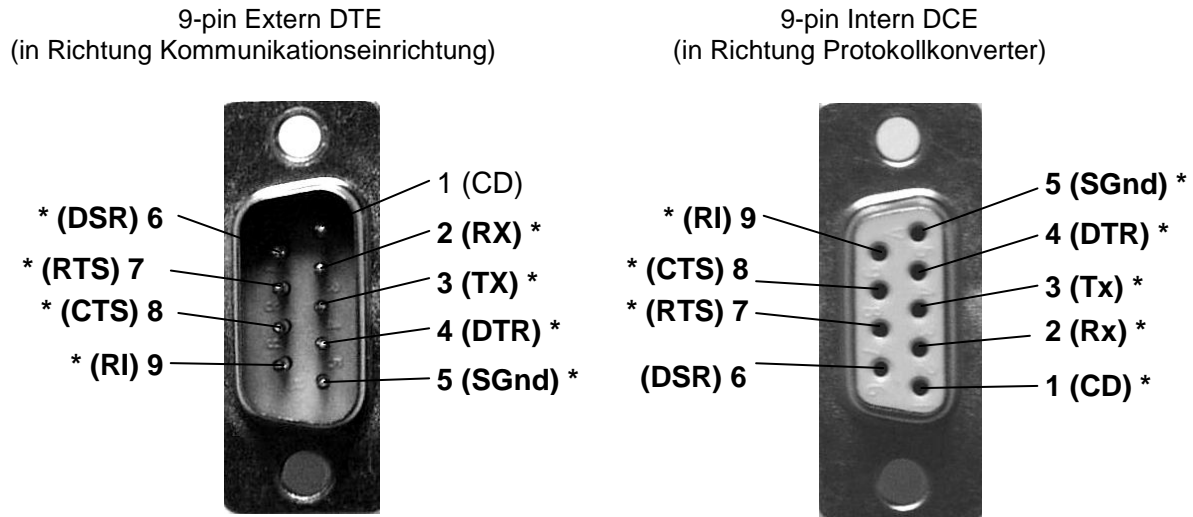 9-pin Extern DTE
(in Richtung Kommunikationseinrichtung)
1 (CD)
* (DSR) 6
2 (RX) *
* (RTS) 7
3 (TX) *
* (CTS) 8
4 (DTR) *
* (RI) 9
5 (SGnd) *
9-pin Intern DCE
(in Richtung Protokollkonverter)
5 (SGnd) *
* (RI) 9
4 (DTR) *
* (CTS) 8
3 (Tx) *
* (RTS) 7
2 (Rx) *
(DSR) 6
1 (CD) *